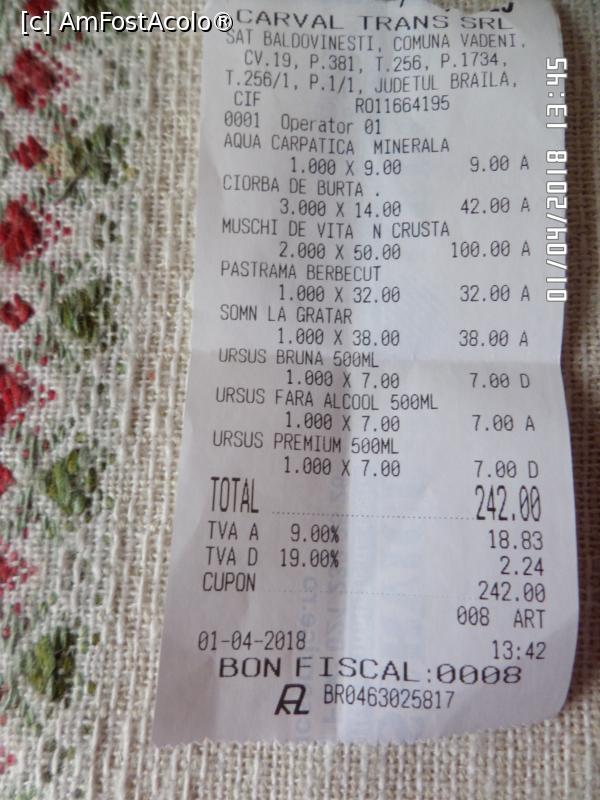 [c] AmFostAcolo®
CARVAL TRANS SRL
SAT BALDOVINESTI, COMUNA VADENI,
CV.19, P.381, T.256, P.1734,
T.256/1, P.1/1, JUDETUL BRAILA,
CIF RO11664195
0001 Operator 01
AQUA CARPATICA MINERALA
1.000 X 9.00 9.00 A
CIORBA DE BURTA .
3.000 X 14.00 42.00 A
MUSCHI DE VITA N CRUSTA
2.000 X 50.00 100.00 A
PASTRAMA BERBECUT
1.000 X 32.00 32.00 A
SOMN LA GRATAR
1.000 X 38.00 38.00 A
URSUS BRUNA 500ML
1.000 X 7.00 7.00 D
URSUS FARA ALCOOL 500ML
1.000 X 7.00 7.00 A
URSUS PREMIUM 500ML
1.000 X 7.00 7.00 D
TOTAL 242.00
TVA A 9.00% 18.83
TVA D 19.00% 2.24
CUPON 242.00
008 ART
01-04-2018 13:42
BON FISCAL:0008
AL BR0463025817
01/04/2018 13:45